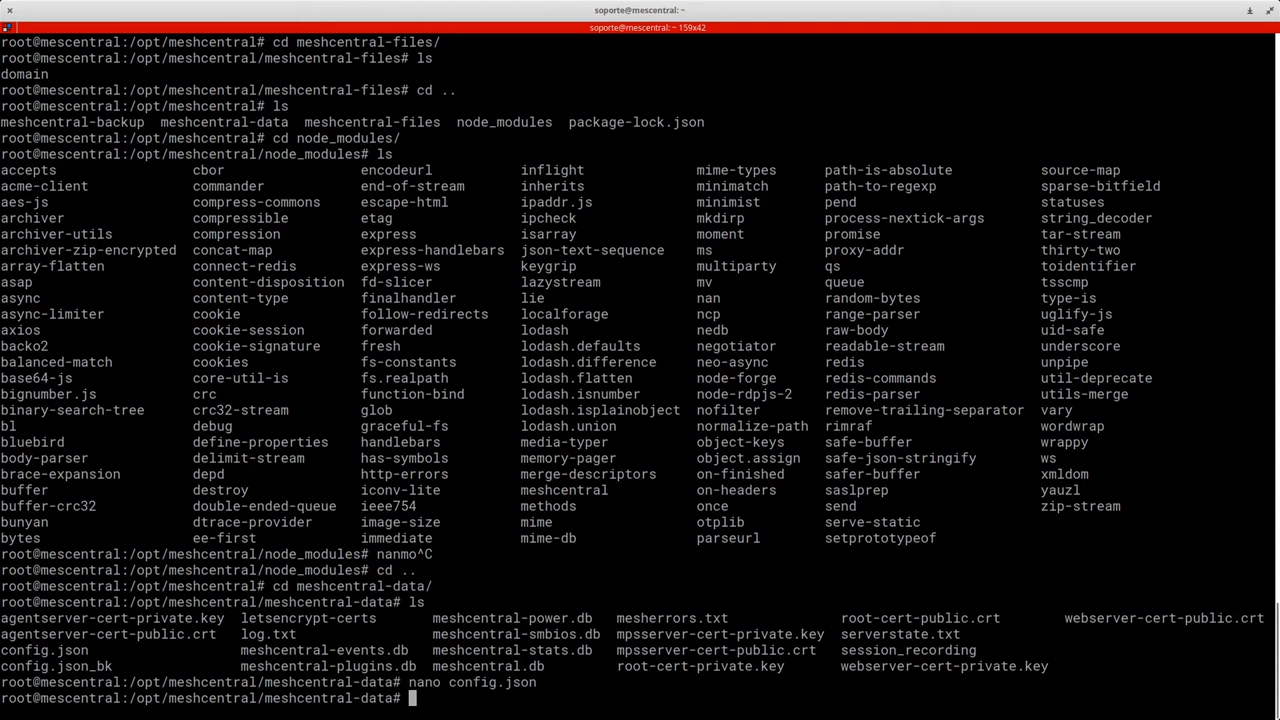 soporte@mescentral: ~
soporte@mescentral: ~ 159x42
root@mescentral:/opt/meshcentral# cd meshcentral-files/
root@mescentral:/opt/meshcentral/meshcentral-files# ls
domain
root@mescentral:/opt/meshcentral/meshcentral-files# cd ..
root@mescentral:/opt/meshcentral# ls
meshcentral-backup  meshcentral-data  meshcentral-files  node_modules  package-lock.json
root@mescentral:/opt/meshcentral# cd node_modules/
root@mescentral:/opt/meshcentral/node_modules# ls
accepts cbor encodeurl inflight mime-types path-is-absolute source-map
acme-client commander end-of-stream inherits minimatch path-to-regexp sparse-bitfield
aes-js compress-commons escape-html ipaddr.js minimist pend statuses
archiver compressible etag ipcheck mkdirp process-nextick-args string_decoder
archiver-utils compression express isarray moment promise tar-stream
archiver-zip-encrypted concat-map express-handlebars json-text-sequence ms proxy-addr thirty-two
array-flatten connect-redis express-ws keygrip multiparty qs toidentifier
asap content-disposition fd-slicer lazystream mv queue tsscmp
async content-type finalhandler lie nan random-bytes type-is
async-limiter cookie follow-redirects localforage ncp range-parser uglify-js
axios cookie-session forwarded lodash nedb raw-body uid-safe
backo2 cookie-signature fresh lodash.defaults negotiator readable-stream underscore
balanced-match cookies fs-constants lodash.difference neo-async redis unpipe
base64-js core-util-is fs.realpath lodash.flatten node-forge redis-commands util-deprecate
bignumber.js crc function-bind lodash.isnumber node-rdpjs-2 redis-parser utils-merge
binary-search-tree crc32-stream glob lodash.isplainobject nofilter remove-trailing-separator vary
bl debug graceful-fs lodash.union normalize-path rimraf wordwrap
bluebird define-properties handlebars media-typer object-keys safe-buffer wrappy
body-parser delimit-stream has-symbols memory-pager object.assign safe-json-stringify ws
brace-expansion depd http-errors merge-descriptors on-finished safer-buffer xmldom
buffer destroy iconv-lite meshcentral on-headers saslprep yauzl
buffer-crc32 double-ended-queue ieee754 methods once send zip-stream
bunyan dtrace-provider image-size mime otplib serve-static
bytes ee-first immediate mime-db parseurl setprototypeof
root@mescentral:/opt/meshcentral/node_modules# nanmo^C
root@mescentral:/opt/meshcentral/node_modules# cd ..
root@mescentral:/opt/meshcentral# cd meshcentral-data/
root@mescentral:/opt/meshcentral/meshcentral-data# ls
agentserver-cert-private.key letsencrypt-certs meshcentral-power.db mesherrors.txt root-cert-public.crt webserver-cert-public.crt
agentserver-cert-public.crt log.txt meshcentral-smbios.db mpsserver-cert-private.key serverstate.txt
config.json meshcentral-events.db meshcentral-stats.db mpsserver-cert-public.crt session_recording
config.json_bk meshcentral-plugins.db meshcentral.db root-cert-private.key webserver-cert-private.key
root@mescentral:/opt/meshcentral/meshcentral-data# nano config.json
root@mescentral:/opt/meshcentral/meshcentral-data#